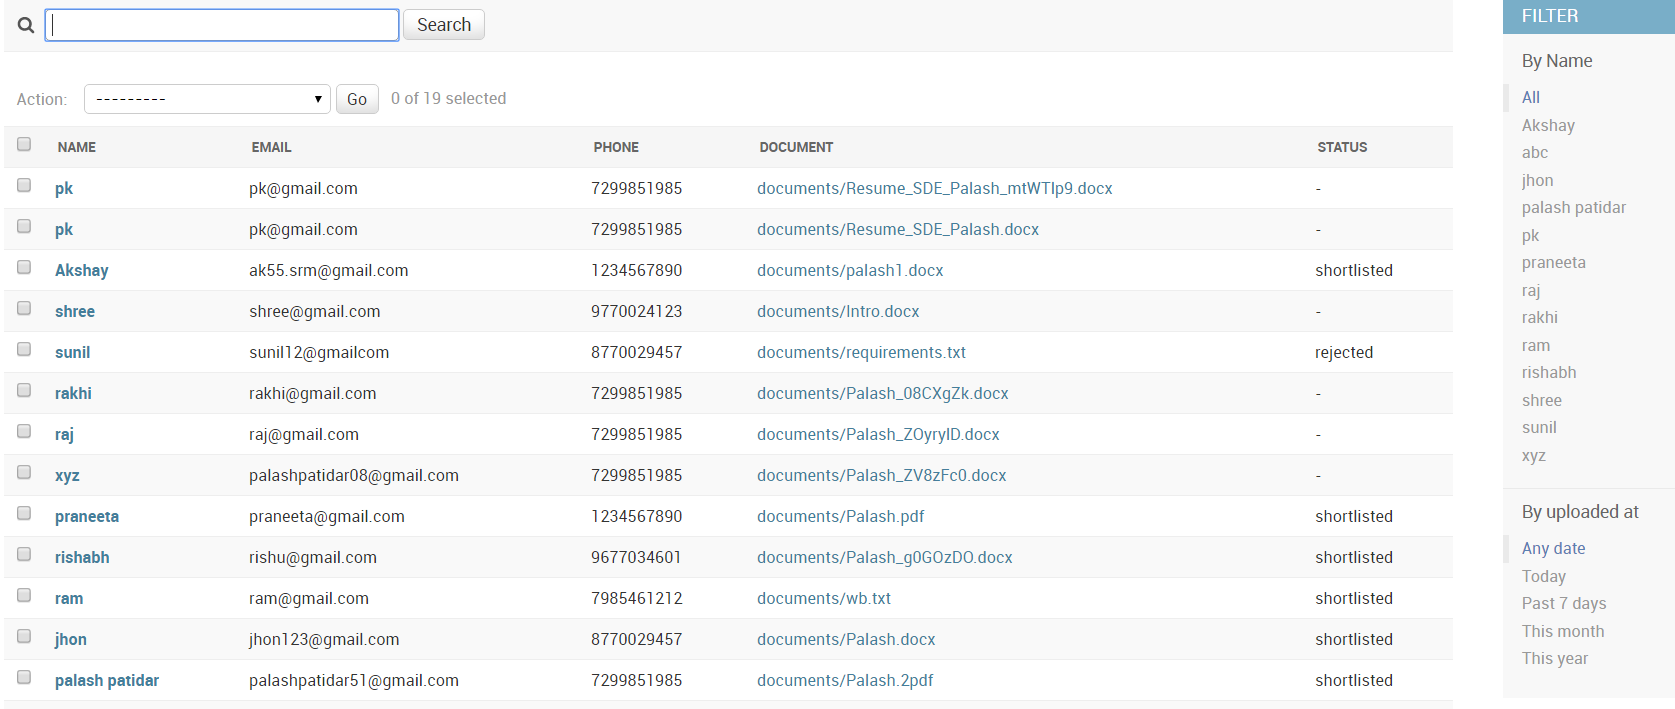 Search
Action: --------- Go 0 of 19 selected
NAME EMAIL PHONE DOCUMENT STATUS
pk pk@gmail.com 7299851985 documents/Resume_SDE_Palash_mtWTIp9.docx -
pk pk@gmail.com 7299851985 documents/Resume_SDE_Palash.docx -
Akshay ak55.srm@gmail.com 1234567890 documents/palash1.docx shortlisted
shree shree@gmail.com 9770024123 documents/Intro.docx -
sunil sunil12@gmailcom 8770029457 documents/requirements.txt rejected
rakhi rakhi@gmail.com 7299851985 documents/Palash_08CXgZk.docx -
raj raj@gmail.com 7299851985 documents/Palash_ZOyrylD.docx -
xyz palashpatidar08@gmail.com 7299851985 documents/Palash_ZV8zFc0.docx -
praneeta praneeta@gmail.com 1234567890 documents/Palash.pdf shortlisted
rishabh rishu@gmail.com 9677034601 documents/Palash_g0GOzDO.docx shortlisted
ram ram@gmail.com 7985461212 documents/wb.txt shortlisted
jhon jhon123@gmail.com 8770029457 documents/Palash.docx shortlisted
palash patidar palashpatidar51@gmail.com 7299851985 documents/Palash.2pdf shortlisted
FILTER
By Name
All
Akshay
abc
jhon
palash patidar
pk
praneeta
raj
rakhi
ram
rishabh
shree
sunil
xyz
By uploaded at
Any date
Today
Past 7 days
This month
This year